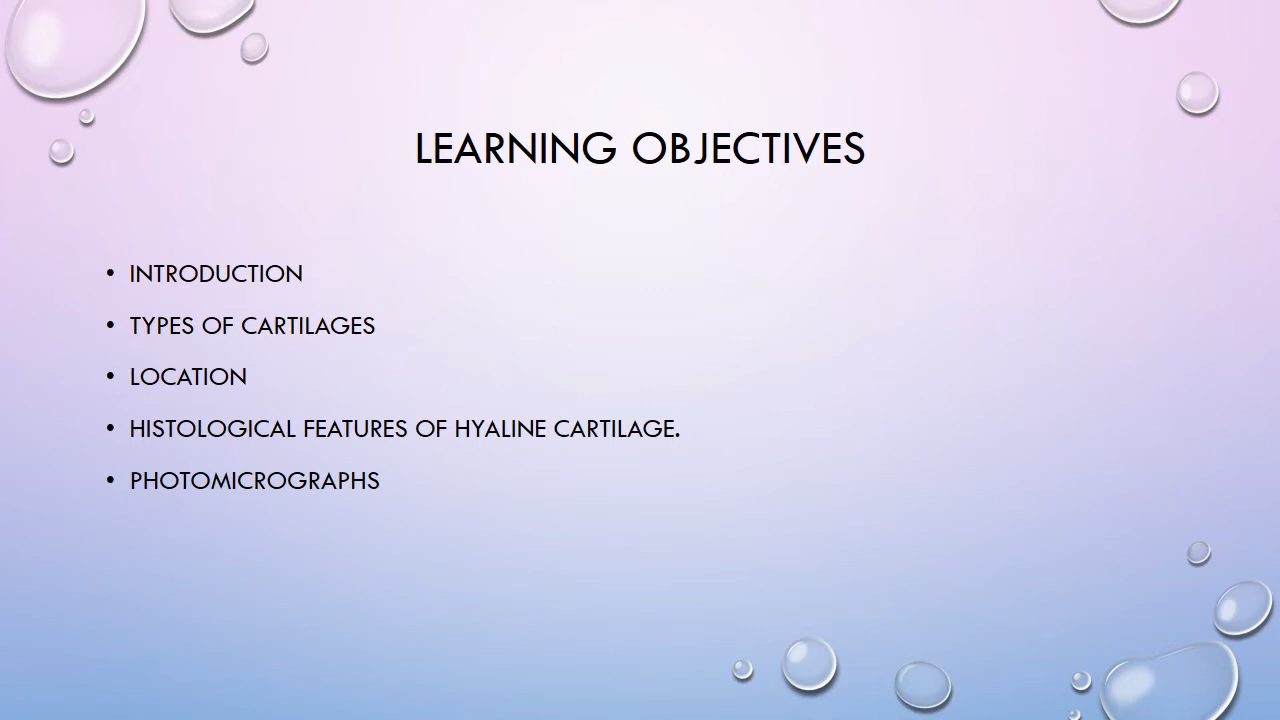 LEARNING OBJECTIVES
• INTRODUCTION
• TYPES OF CARTILAGES
• LOCATION
• HISTOLOGICAL FEATURES OF HYALINE CARTILAGE.
• PHOTOMICROGRAPHS